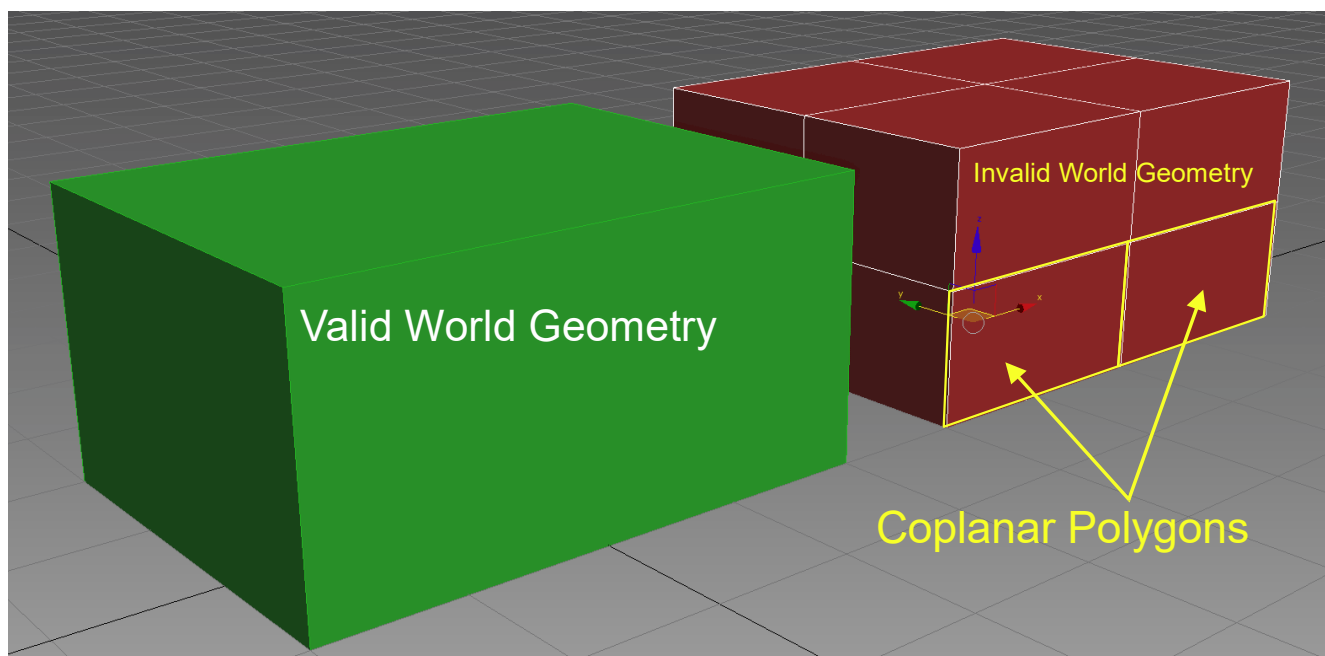 Invalid World Geometry
z
y
x
Valid World Geometry
Coplanar Polygons